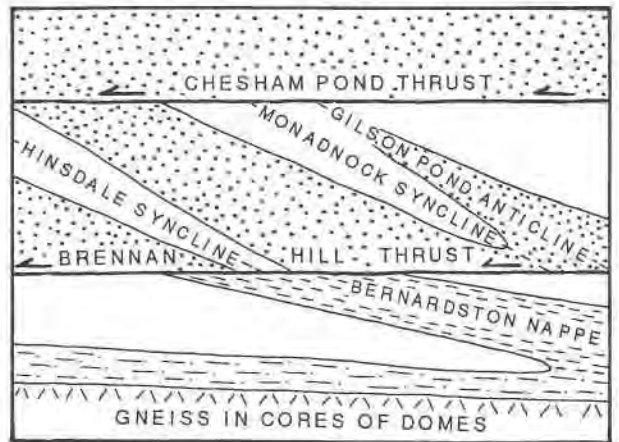 CHESHAM POND THRUST
GILSON POND ANTICLINE
MONADNOCK SYNCLINE
HINSDALE SYNCLINE
BRENNAN HILL THRUST
BERNARDSTON NAPPE
GNEISS IN CORES OF DOMES